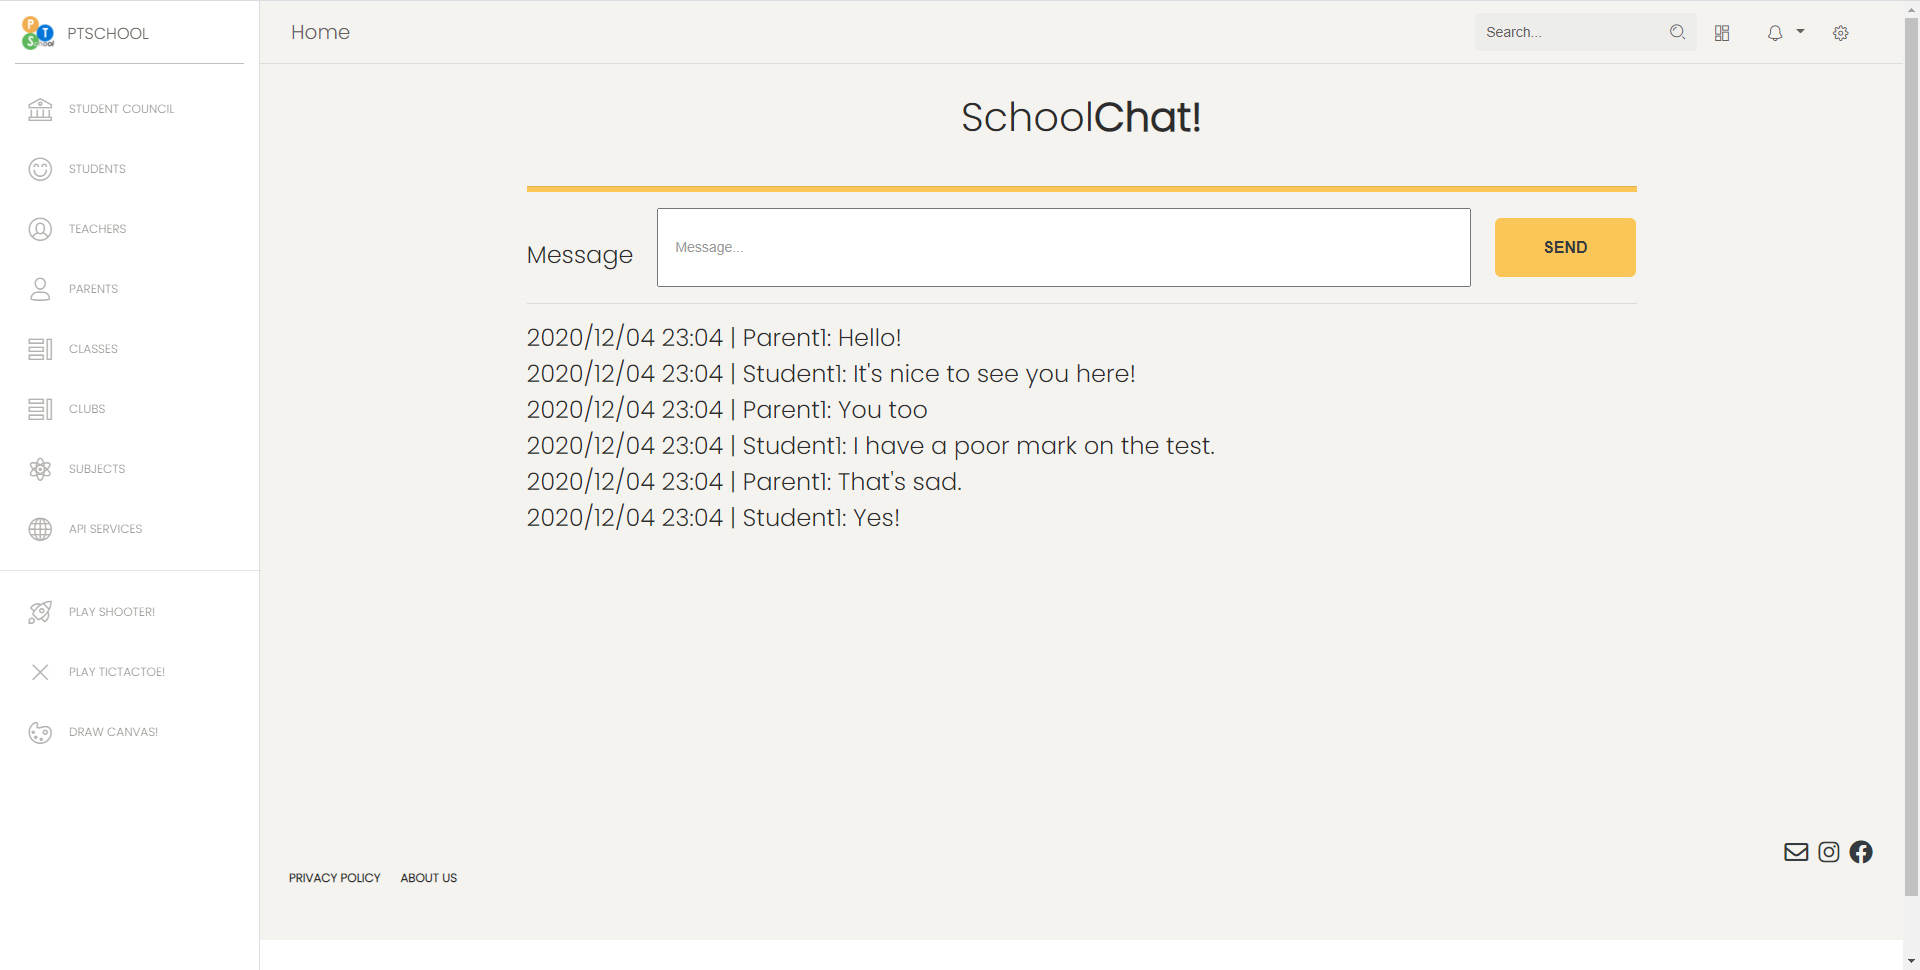 PTSCHOOL
STUDENT COUNCIL
STUDENTS
TEACHERS
PARENTS
CLASSES
CLUBS
SUBJECTS
API SERVICES
PLAY SHOOTER!
PLAY TICTACTOE!
DRAW CANVAS!
Home
Search...
SchoolChat!
Message
Message...
SEND
2020/12/04 23:04 | Parent1: Hello!
2020/12/04 23:04 | Student1: It's nice to see you here!
2020/12/04 23:04 | Parent1: You too
2020/12/04 23:04 | Student1: I have a poor mark on the test.
2020/12/04 23:04 | Parent1: That's sad.
2020/12/04 23:04 | Student1: Yes!
PRIVACY POLICY ABOUT US